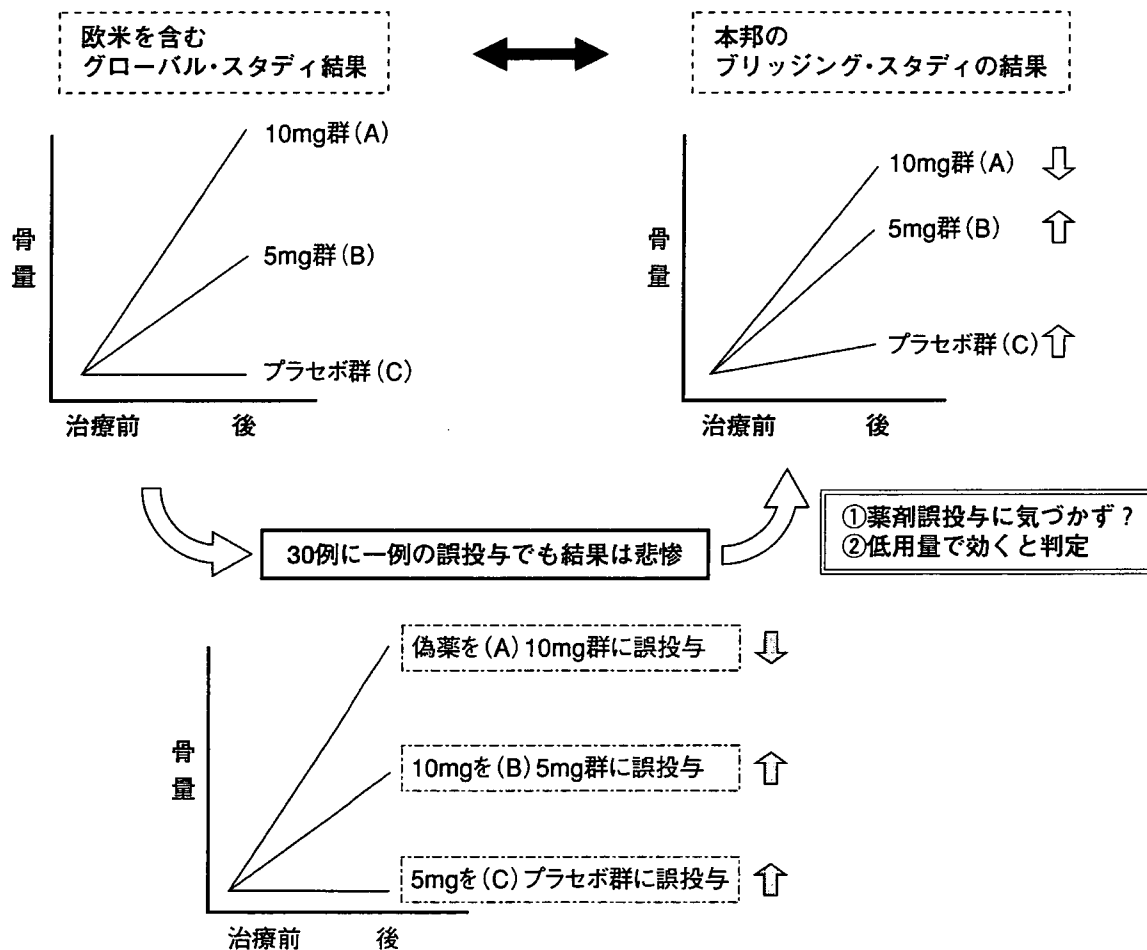 欧米を含む
グローバル・スタディ結果
本邦の
ブリッジング・スタディの結果
骨量
10mg群(A)
5mg群(B)
プラセボ群(C)
治療前 後
骨量
10mg群(A)
5mg群(B)
プラセボ群(C)
治療前 後
30例に一例の誤投与でも結果は悲惨
①薬剤誤投与に気づかず?
②低用量で効くと判定
骨量
偽薬を(A)10mg群に誤投与
10mgを(B)5mg群に誤投与
5mgを(C)プラセボ群に誤投与
治療前 後